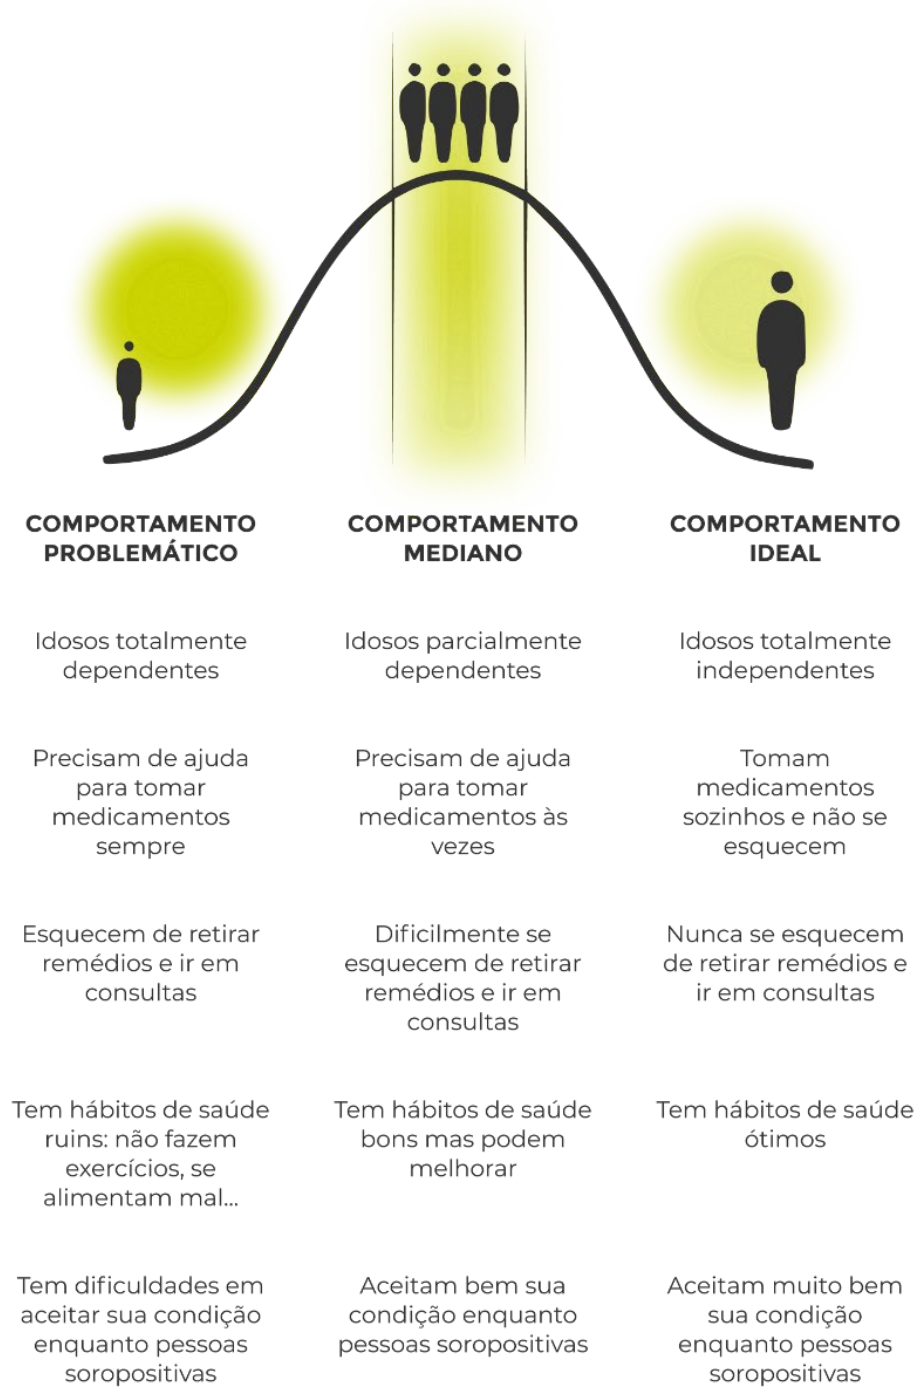 COMPORTAMENTO
PROBLEMÁTICO
Idosos totalmente
dependentes
Precisam de ajuda
para tomar
medicamentos
sempre
Esquecem de retirar
remédios e ir em
consultas
Tem hábitos de saúde
ruins: não fazem
exercícios, se
alimentam mal...
Tem dificuldades em
aceitar sua condição
enquanto pessoas
soropositivas
COMPORTAMENTO
MEDIANO
Idosos parcialmente
dependentes
Precisam de ajuda
para tomar
medicamentos às
vezes
Dificilmente se
esquecem de retirar
remédios e ir em
consultas
Tem hábitos de saúde
bons mas podem
melhorar
Aceitam bem sua
condição enquanto
pessoas soropositivas
COMPORTAMENTO
IDEAL
Idosos totalmente
independentes
Tomam
medicamentos
sozinhos e não se
esquecem
Nunca se esquecem
de retirar remédios e
ir em consultas
Tem hábitos de saúde
ótimos
Aceitam muito bem
sua condição
enquanto pessoas
soropositivas